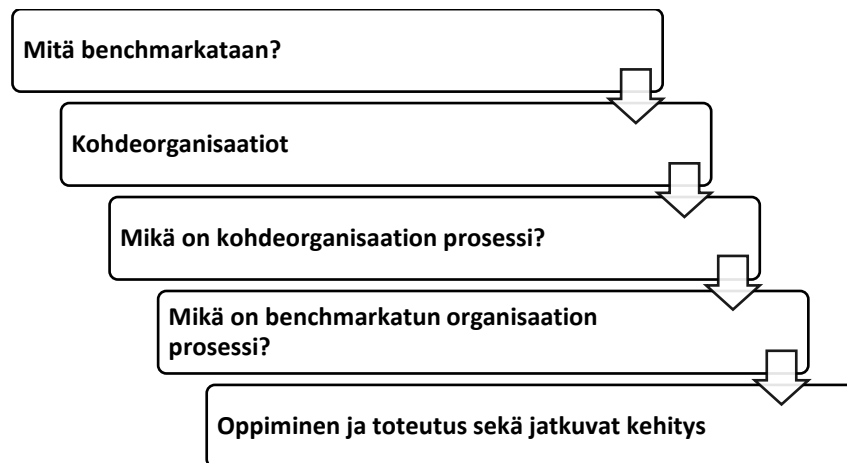 Mitä benchmarkataan?
Kohdeorganisaatiot
Mikä on kohdeorganisaation prosessi?
Mikä on benchmarkatun organisaation
prosessi?
Oppiminen ja toteutus sekä jatkuvat kehitys